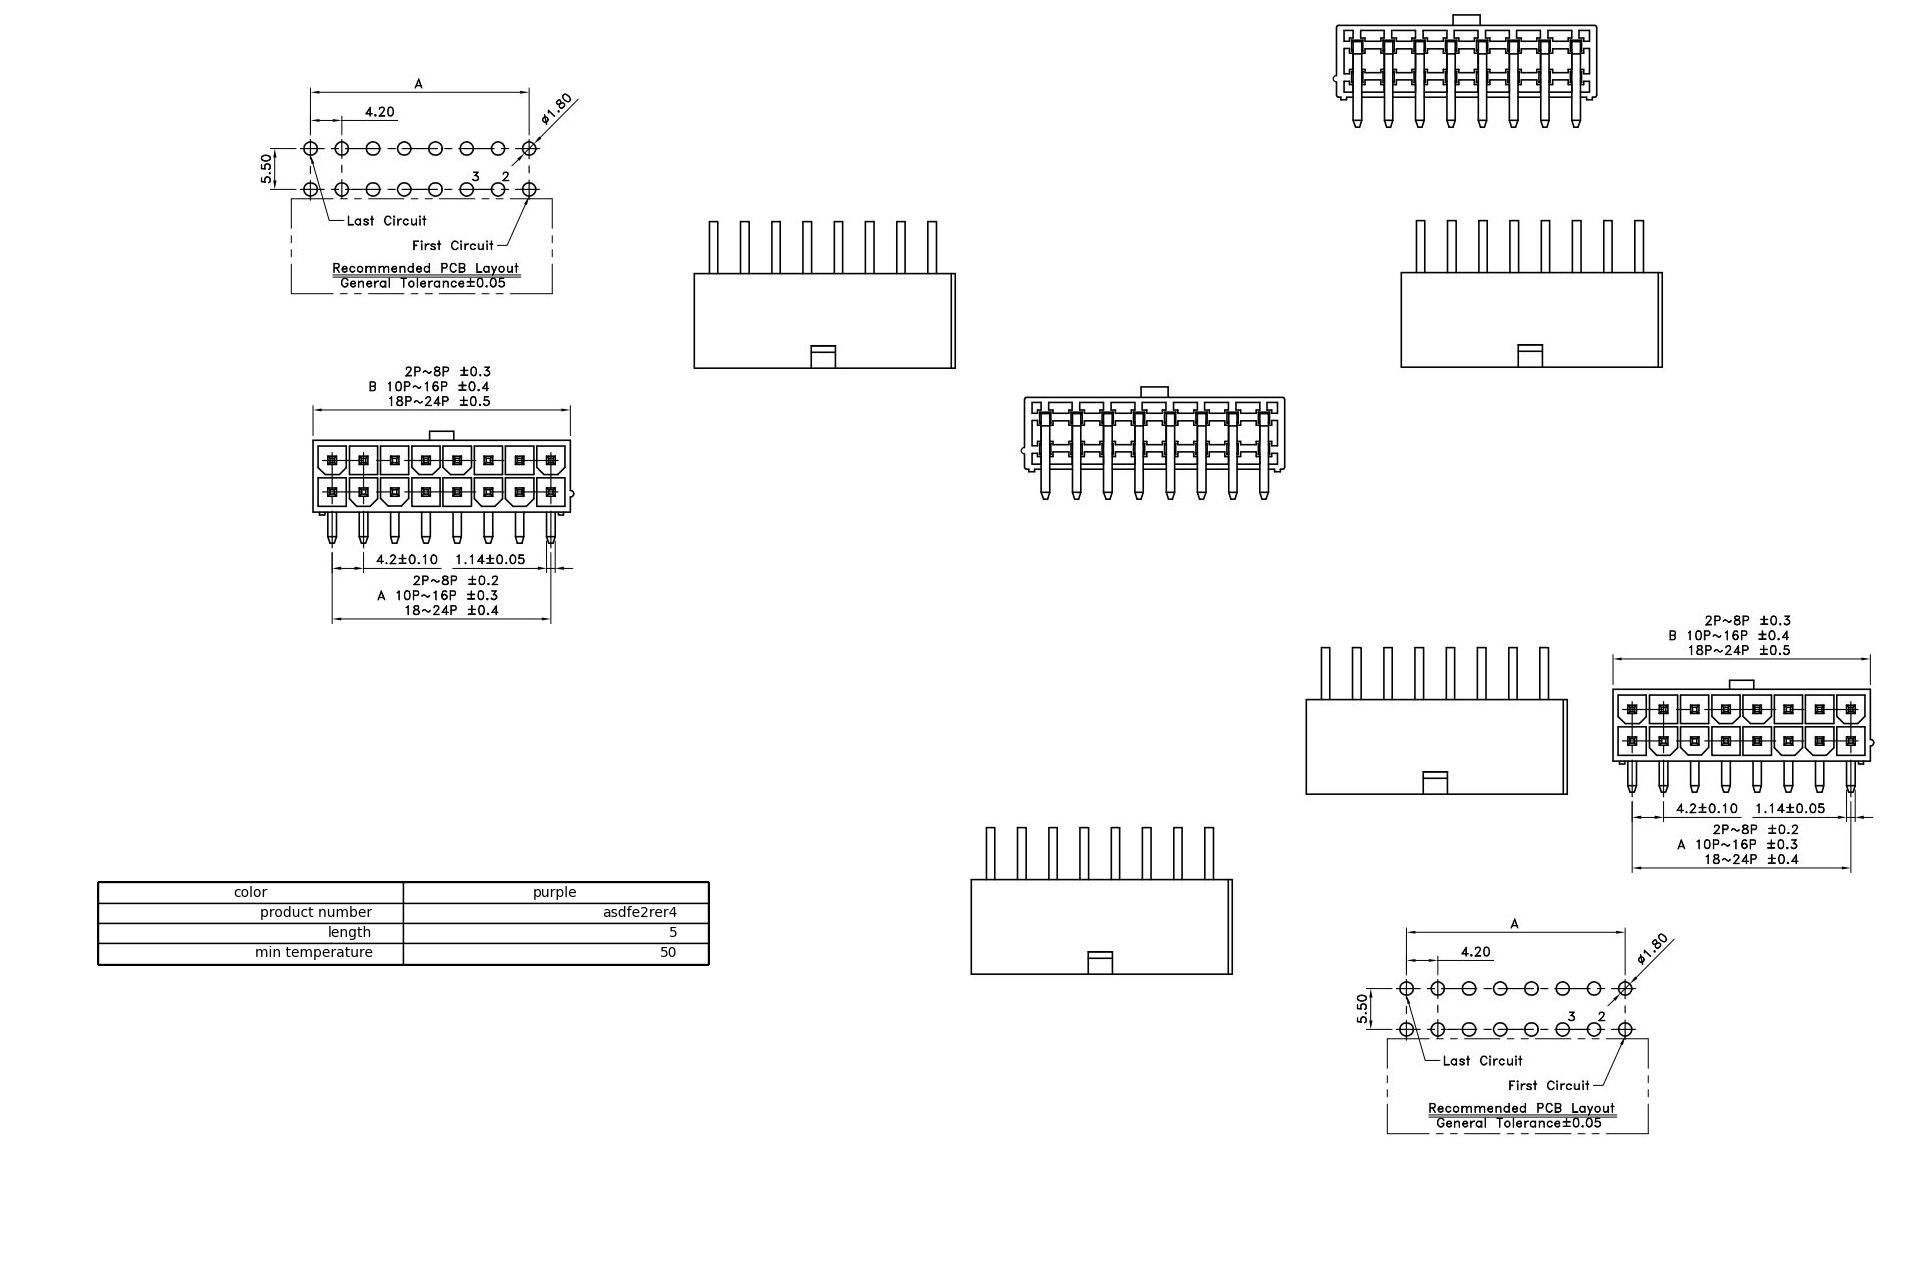 A
4.20
ø1.80
5.50
3 2
Last Circuit
First Circuit
Recommended PCB Layout
General Tolerance±0.05
2P~8P ±0.3
B 10P~16P ±0.4
18P~24P ±0.5
4.2±0.10 1.14±0.05
2P~8P ±0.2
A 10P~16P ±0.3
18~24P ±0.4
2P~8P ±0.3
B 10P~16P ±0.4
18P~24P ±0.5
4.2±0.10 1.14±0.05
2P~8P ±0.2
A 10P~16P ±0.3
18~24P ±0.4
color purple
product number asdfe2rer4
length 5
min temperature 50
A
4.20
ø1.80
5.50
3 2
Last Circuit
First Circuit
Recommended PCB Layout
General Tolerance±0.05